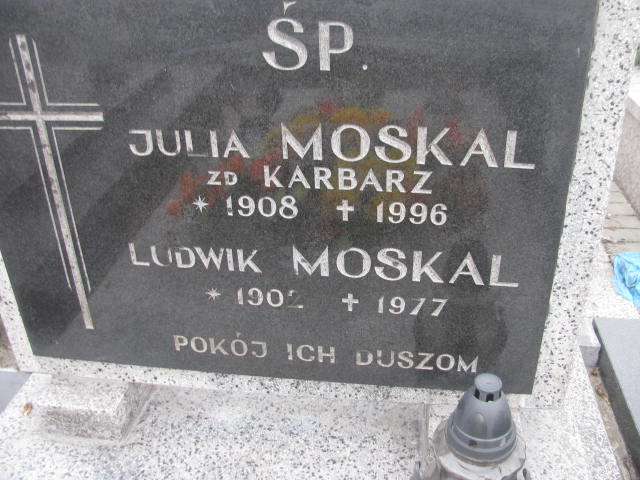 ŚP.
JULIA MOSKAL
ZD KARBARZ
* 1908 + 1996
LUDWIK MOSKAL
* 1902 + 1977
POKÓJ ICH DUSZOM